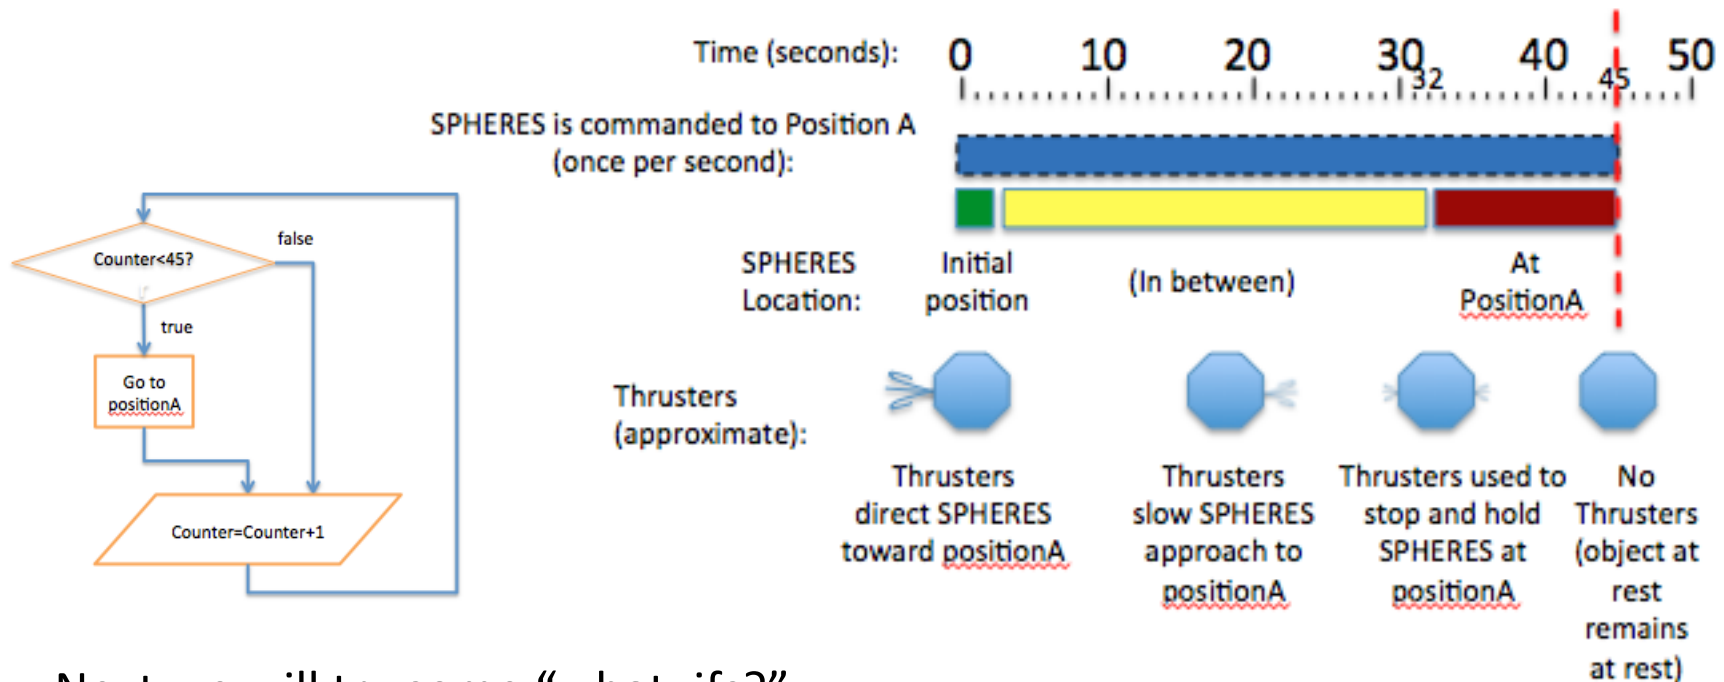 Time (seconds): 0 10 20 30 40 50
32 45
SPHERES is commanded to Position A
(once per second):
Counter<45?
false
true
Go to
positionA
Counter=Counter+1
SPHERES
Location:
Initial
position
(In between)
At
PositionA
Thrusters
(approximate):
Thrusters
direct SPHERES
toward positionA
Thrusters
slow SPHERES
approach to
positionA
Thrusters used to
stop and hold
SPHERES at
positionA
No
Thrusters
(object at
rest
remains
at rest)